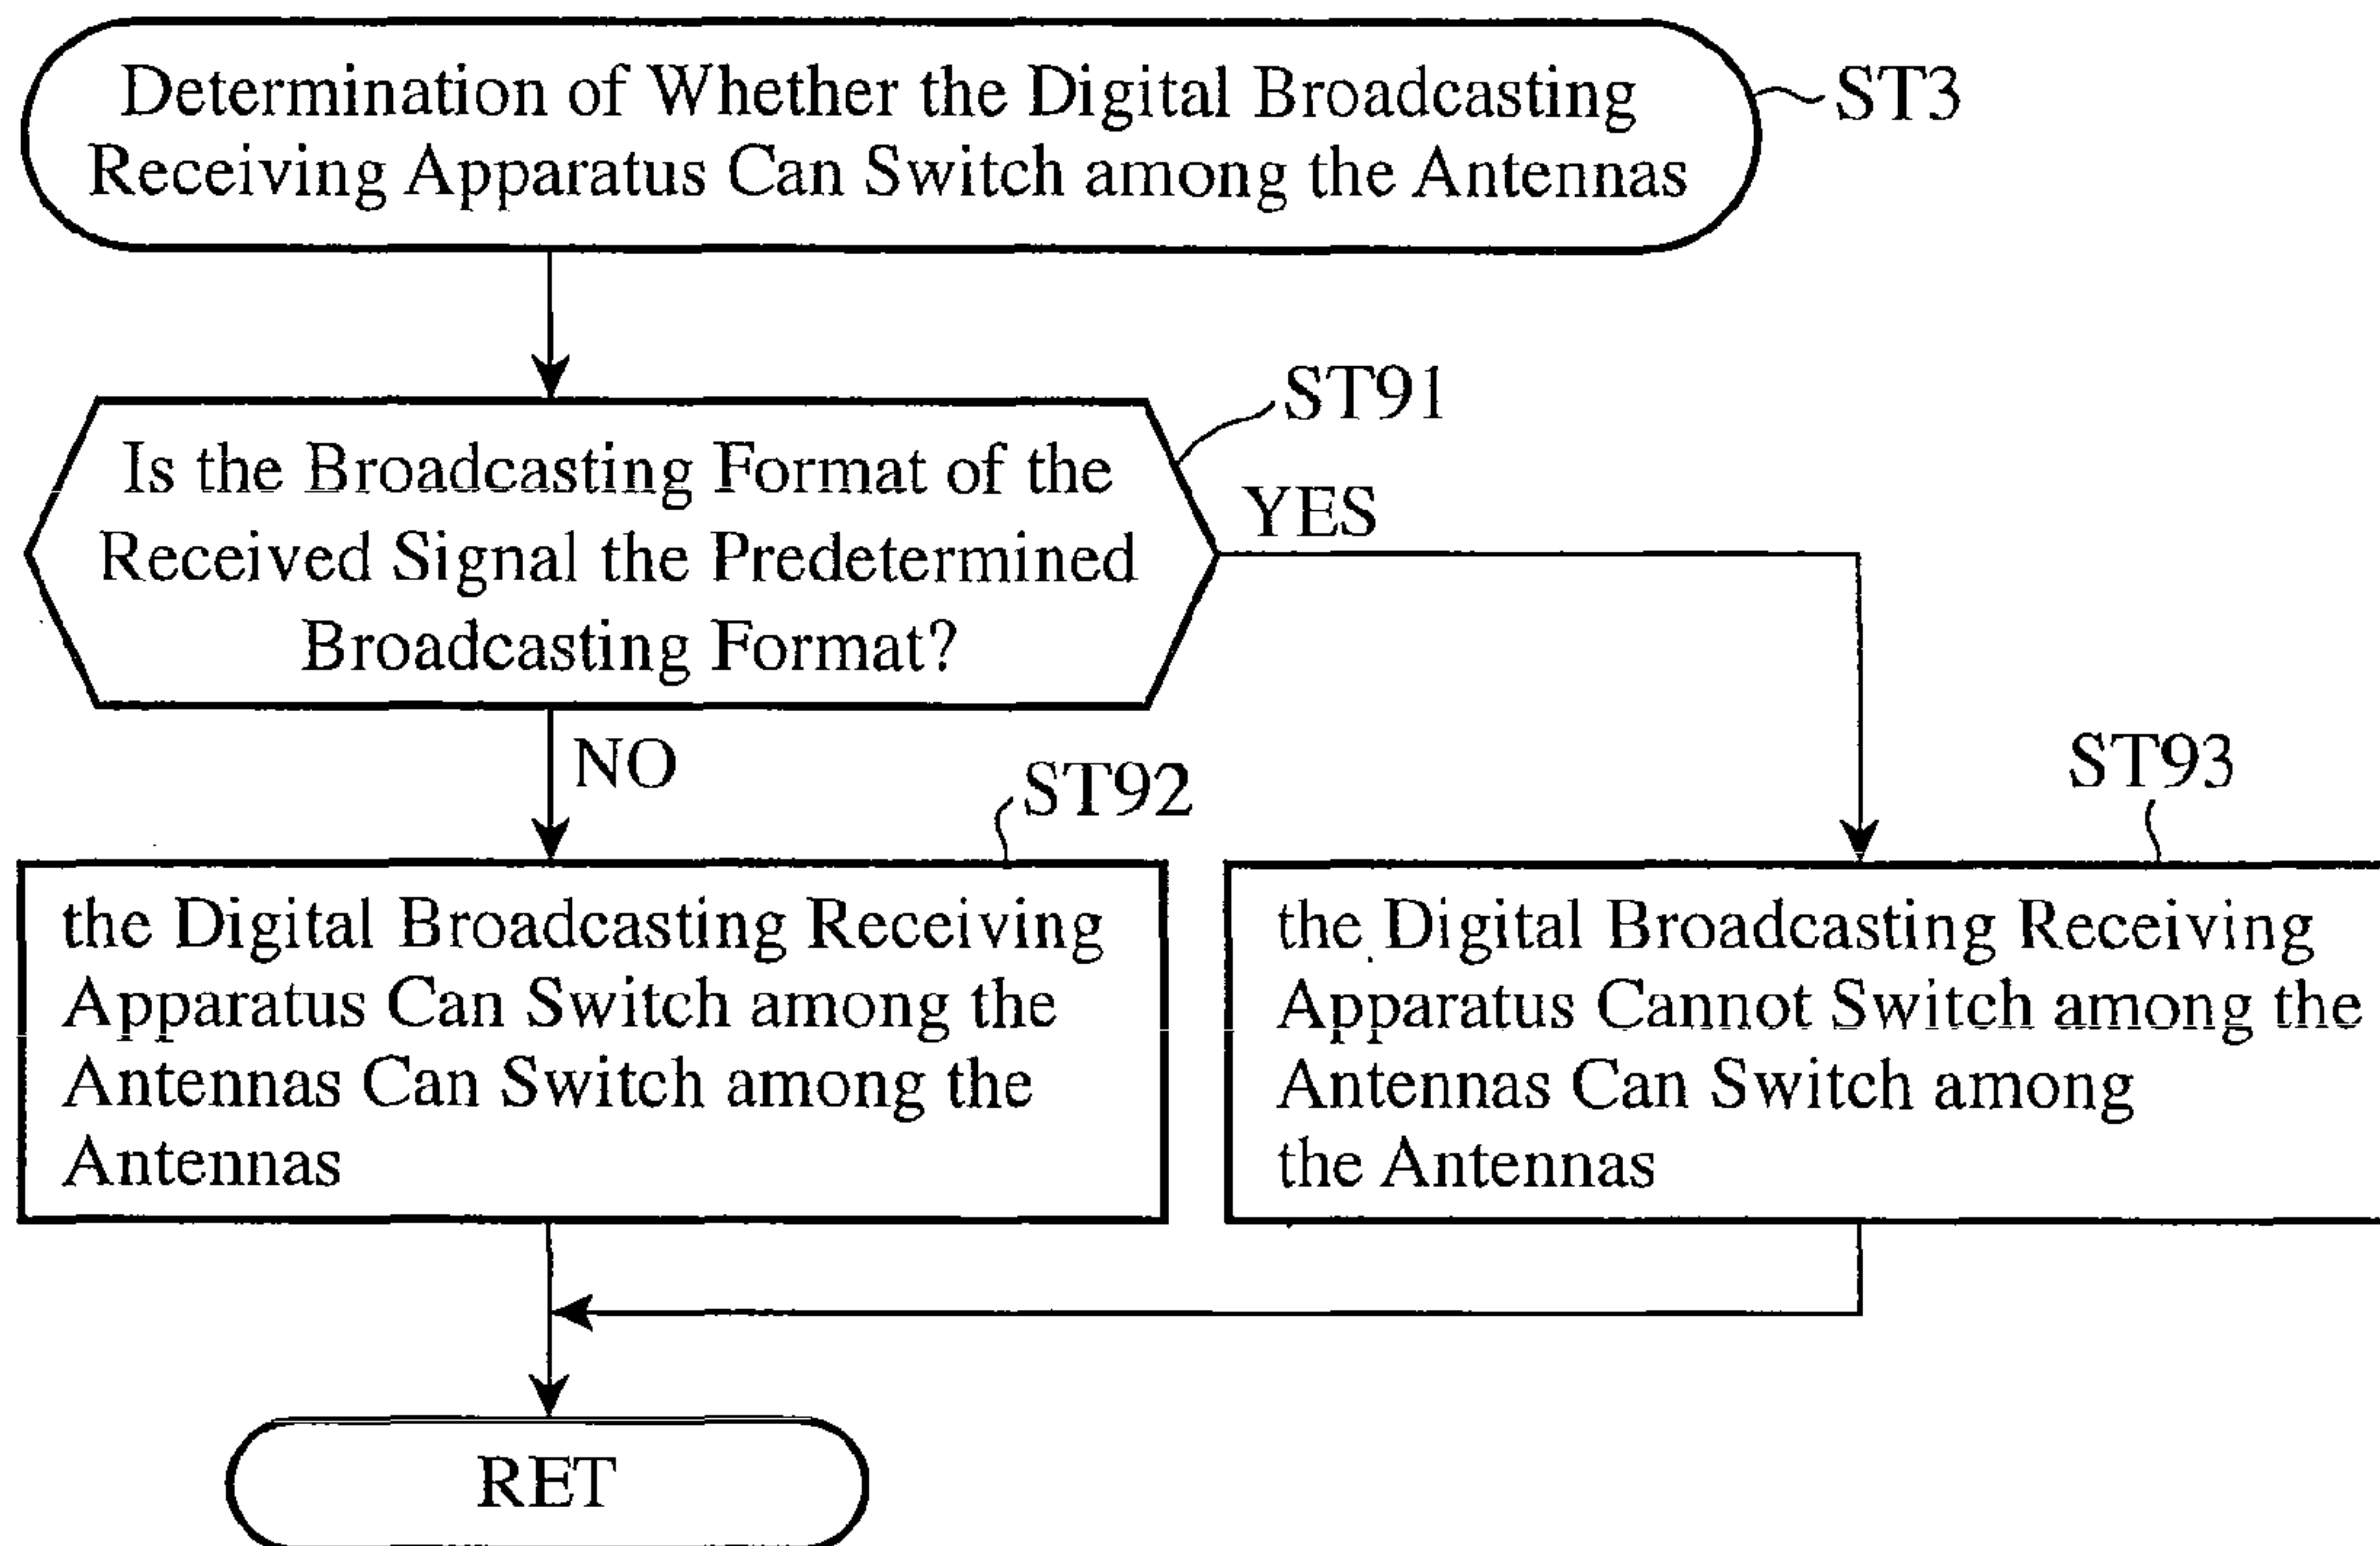 Determination of Whether the Digital Broadcasting
Receiving Apparatus Can Switch among the Antennas
ST3
ST91
Is the Broadcasting Format of the
Received Signal the Predetermined
Broadcasting Format?
YES
NO
ST92
ST93
the Digital Broadcasting Receiving
Apparatus Can Switch among the
Antennas Can Switch among the
Antennas
the Digital Broadcasting Receiving
Apparatus Cannot Switch among the
Antennas Can Switch among
the Antennas
RET